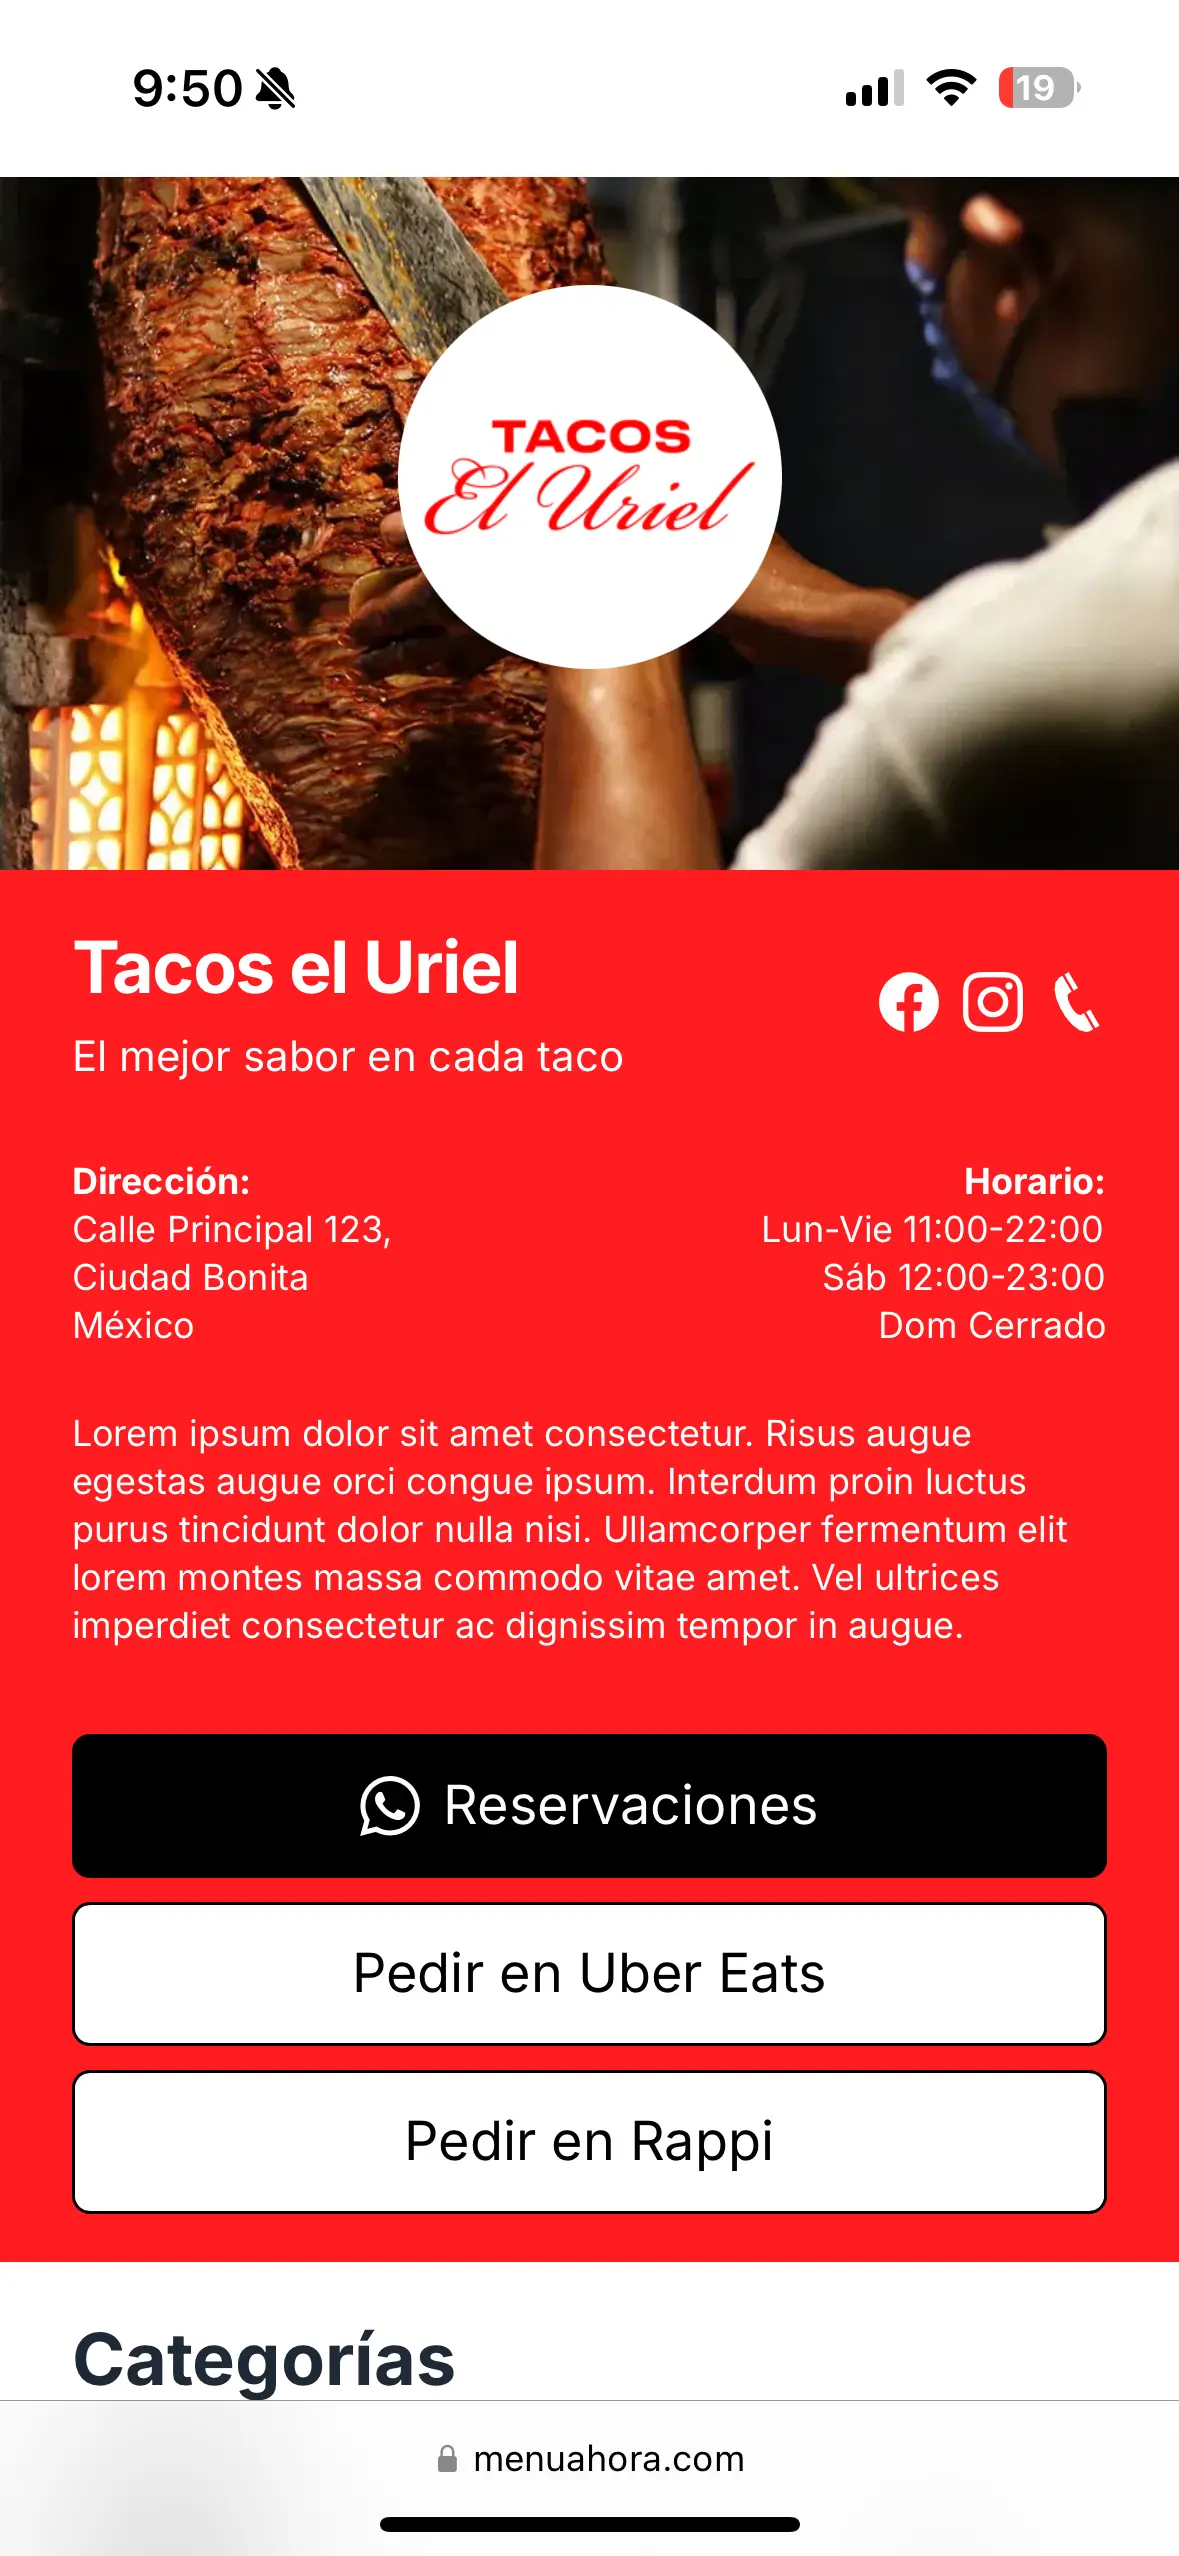 9:50
19
TACOS
El Uriel
Tacos el Uriel
El mejor sabor en cada taco
Dirección:
Calle Principal 123,
Ciudad Bonita
México
Horario:
Lun-Vie 11:00-22:00
Sáb 12:00-23:00
Dom Cerrado
Lorem ipsum dolor sit amet consectetur. Risus augue
egestas augue orci congue ipsum. Interdum proin luctus
purus tincidunt dolor nulla nisi. Ullamcorper fermentum elit
lorem montes massa commodo vitae amet. Vel ultrices
imperdiet consectetur ac dignissim tempor in augue.
Reservaciones
Pedir en Uber Eats
Pedir en Rappi
Categorías
menuahora.com